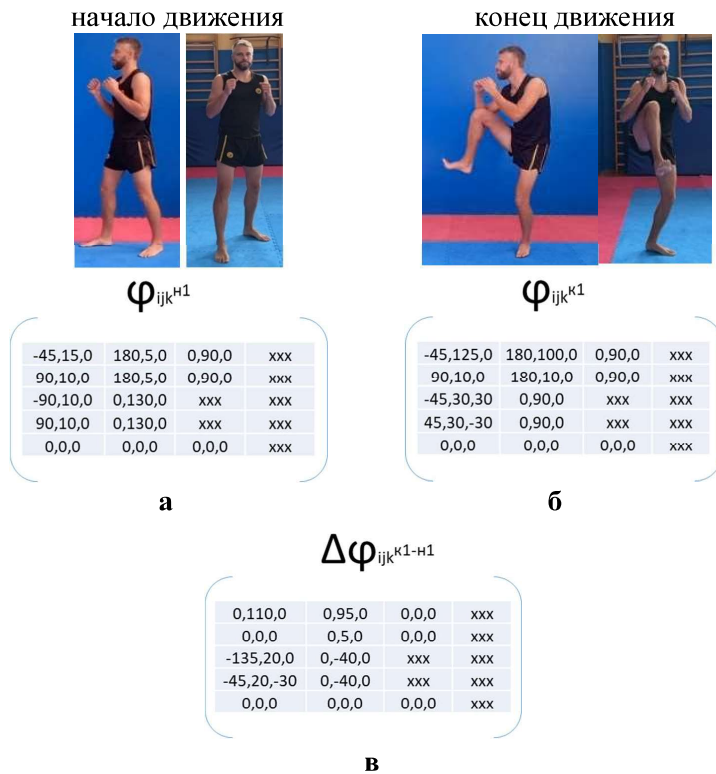 начало движения
конец движения
φijkн1
φijkк1
-45,15,0 180,5,0 0,90,0 xxx
90,10,0 180,5,0 0,90,0 xxx
-90,10,0 0,130,0 xxx xxx
90,10,0 0,130,0 xxx xxx
0,0,0 0,0,0 0,0,0 xxx
-45,125,0 180,100,0 0,90,0 xxx
90,10,0 180,10,0 0,90,0 xxx
-45,30,30 0,90,0 xxx xxx
45,30,-30 0,90,0 xxx xxx
0,0,0 0,0,0 0,0,0 xxx
а
б
Δφijkк1-н1
0,110,0 0,95,0 0,0,0 xxx
0,0,0 0,5,0 0,0,0 xxx
-135,20,0 0,-40,0 xxx xxx
-45,20,-30 0,-40,0 xxx xxx
0,0,0 0,0,0 0,0,0 xxx
в